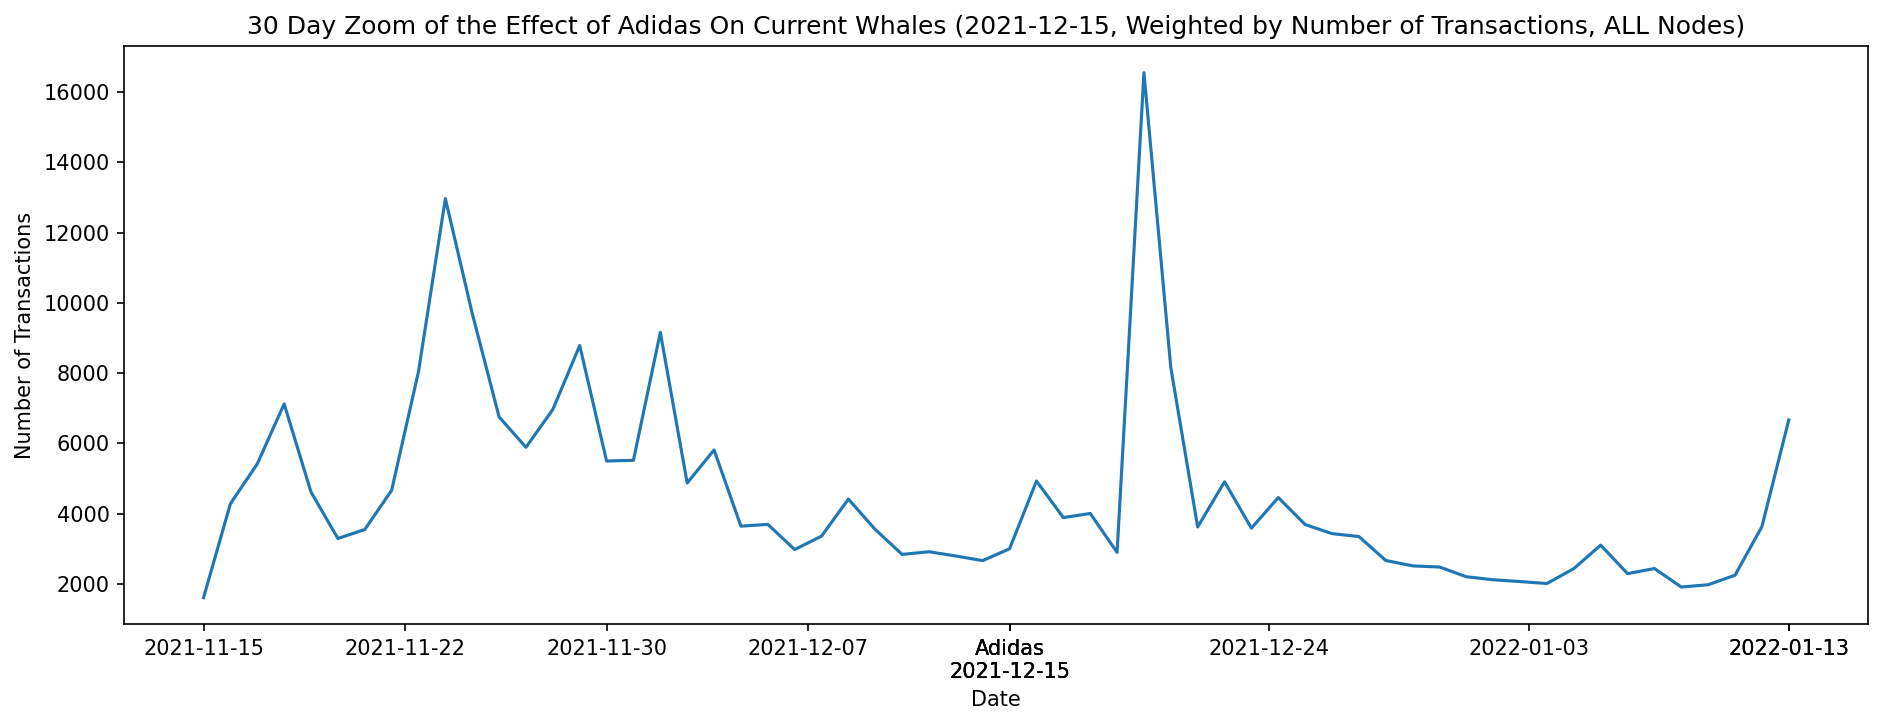 30 Day Zoom of the Effect of Adidas On Current Whales (2021-12-15, Weighted by Number of Transactions, ALL Nodes)
Number of Transactions
16000
14000
12000
10000
8000
6000
4000
2000
2021-11-15 2021-11-22 2021-11-30 2021-12-07 Adidas 2021-12-24 2022-01-03 2022-01-13
2021-12-15
Date